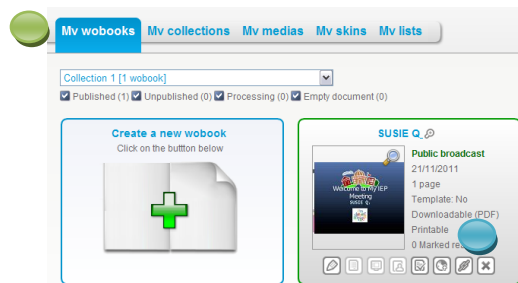 My wobooks My collections My medias My skins My lists
Collection 1 [1 wobook]
Published (1) Unpublished (0) Processing (0) Empty document (0)
Create a new wobook
Click on the button below
SUSIE Q_
Public broadcast
21/11/2011
1 page
Template: No
Downloadable (PDF)
Printable
0 Marked
Welcome to My IEP
Meeting
SUSIE Q.